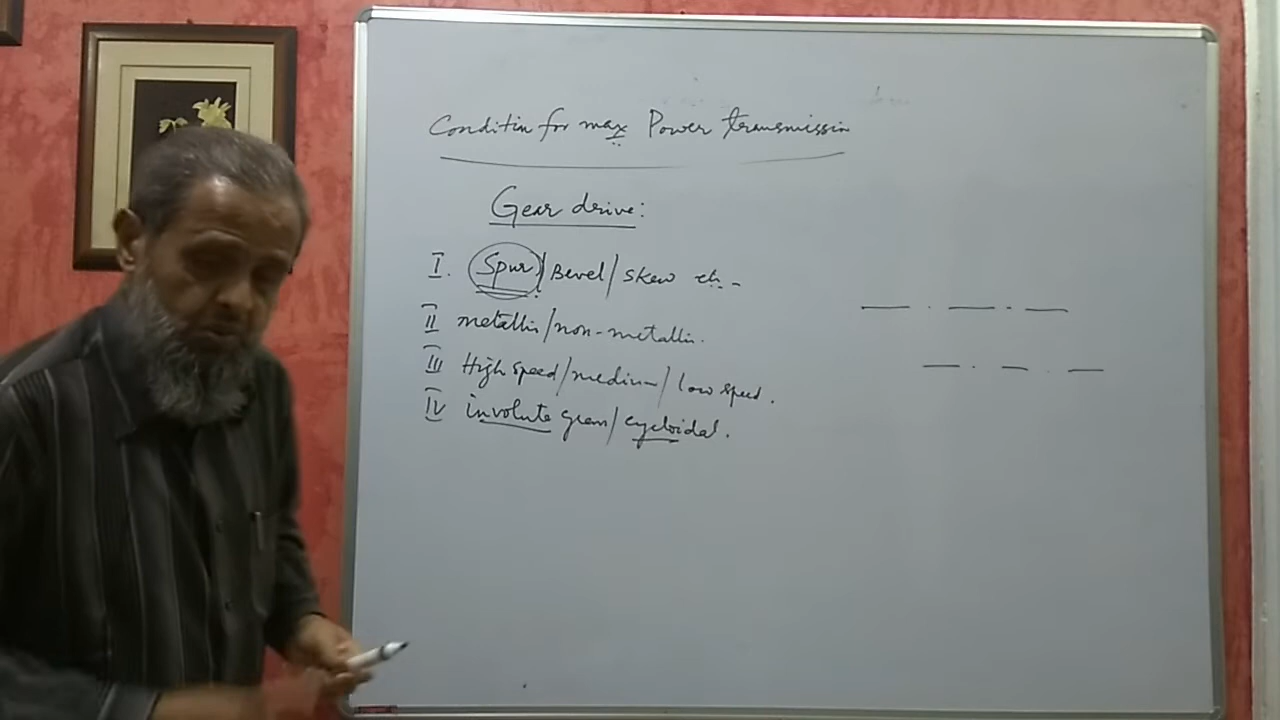 Condition for max Power transmission
Gear drive:
I. Spur/Bevel/skew etc -
II metallic/non-metallic.
III High speed/medium/low speed.
IV involute gears/cycloidal.